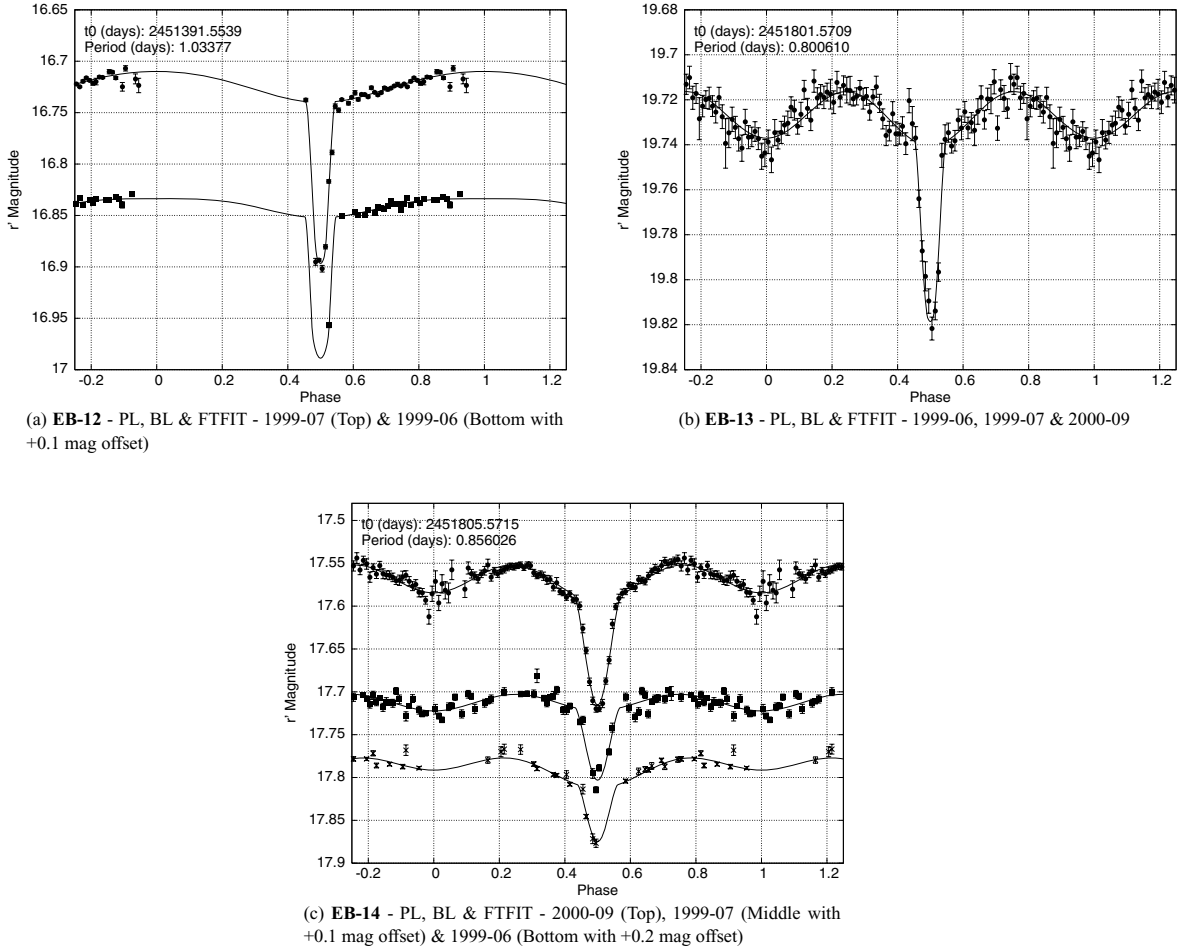 16.65
16.7
16.75
16.8
16.85
16.9
16.95
17
r' Magnitude
t0 (days): 2451391.5539
Period (days): 1.03377
-0.2 0 0.2 0.4 0.6 0.8 1 1.2
Phase
(a) EB-12 - PL, BL & FTFIT - 1999-07 (Top) & 1999-06 (Bottom with
+0.1 mag offset)
19.68
19.7
19.72
19.74
19.76
19.78
19.8
19.82
19.84
r' Magnitude
t0 (days): 2451801.5709
Period (days): 0.800610
-0.2 0 0.2 0.4 0.6 0.8 1 1.2
Phase
(b) EB-13 - PL, BL & FTFIT - 1999-06, 1999-07 & 2000-09
17.5
17.55
17.6
17.65
17.7
17.75
17.8
17.85
17.9
r' Magnitude
t0 (days): 2451805.5715
Period (days): 0.856026
-0.2 0 0.2 0.4 0.6 0.8 1 1.2
Phase
(c) EB-14 - PL, BL & FTFIT - 2000-09 (Top), 1999-07 (Middle with
+0.1 mag offset) & 1999-06 (Bottom with +0.2 mag offset)